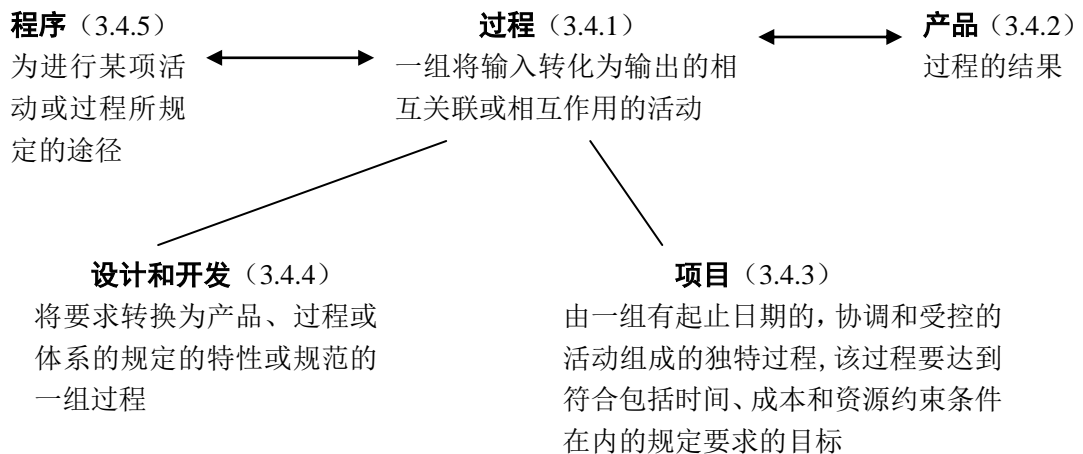 程序（3.4.5）
为进行某项活
动或过程所规
定的途径
过程（3.4.1）
一组将输入转化为输出的相
互关联或相互作用的活动
产品（3.4.2）
过程的结果
设计和开发（3.4.4）
将要求转换为产品、过程或
体系的规定的特性或规范的
一组过程
项目（3.4.3）
由一组有起止日期的，协调和受控的
活动组成的独特过程，该过程要达到
符合包括时间、成本和资源约束条件
在内的规定要求的目标